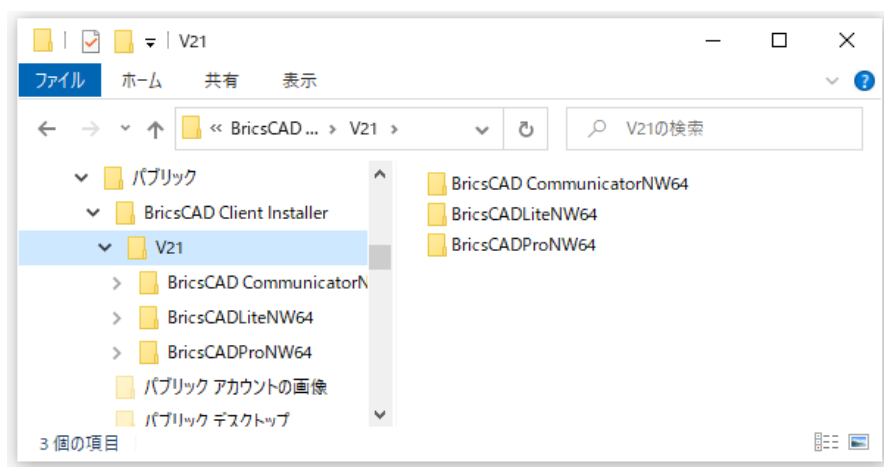 V21
ファイル ホーム 共有 表示
« BricsCAD ... › V21 › V21の検索
パブリック
BricsCAD Client Installer
V21
BricsCAD CommunicatorN
BricsCADLiteNW64
BricsCADProNW64
パブリック アカウントの画像
パブリック デスクトップ
BricsCAD CommunicatorNW64
BricsCADLiteNW64
BricsCADProNW64
3 個の項目